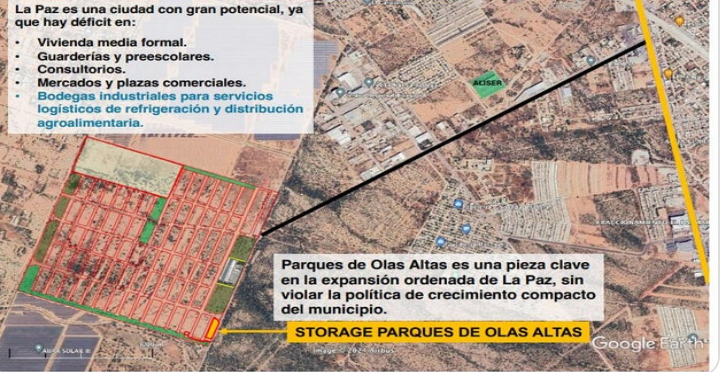 La Paz es una ciudad con gran potencial, ya
que hay déficit en:
• Vivienda media formal.
• Guarderías y preescolares.
• Consultorios.
• Mercados y plazas comerciales.
• Bodegas industriales para servicios
logísticos de refrigeración y distribución
agroalimentaria.
ALISER
Parques de Olas Altas es una pieza clave
en la expansión ordenada de La Paz, sin
violar la política de crecimiento compacto
del municipio.
STORAGE PARQUES DE OLAS ALTAS
Google Earth
Image © 2024 Airbus